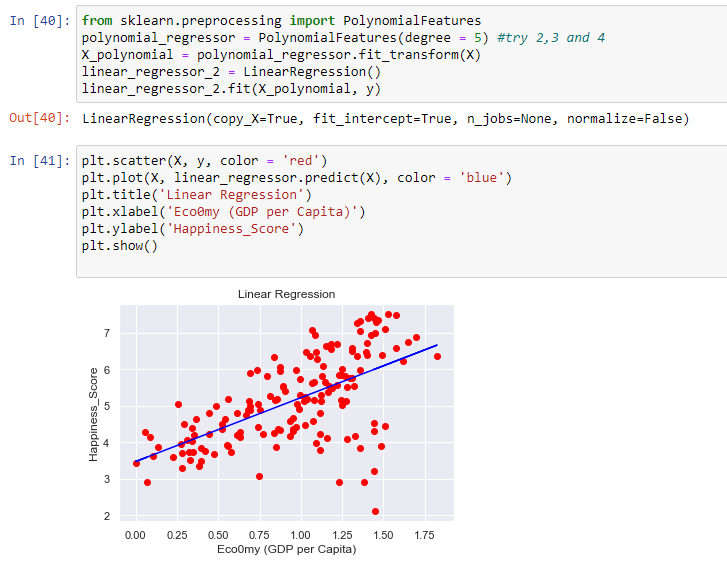 In [40]: from sklearn.preprocessing import PolynomialFeatures
polynomial_regressor = PolynomialFeatures(degree = 5) #try 2,3 and 4
X_polynomial = polynomial_regressor.fit_transform(X)
linear_regressor_2 = LinearRegression()
linear_regressor_2.fit(X_polynomial, y)
Out[40]: LinearRegression(copy_X=True, fit_intercept=True, n_jobs=None, normalize=False)
In [41]: plt.scatter(X, y, color = 'red')
plt.plot(X, linear_regressor.predict(X), color = 'blue')
plt.title('Linear Regression')
plt.xlabel('Eco0my (GDP per Capita)')
plt.ylabel('Happiness_Score')
plt.show()
Linear Regression
Happiness_Score
7
6
5
4
3
2
0.00 0.25 0.50 0.75 1.00 1.25 1.50 1.75
Eco0my (GDP per Capita)